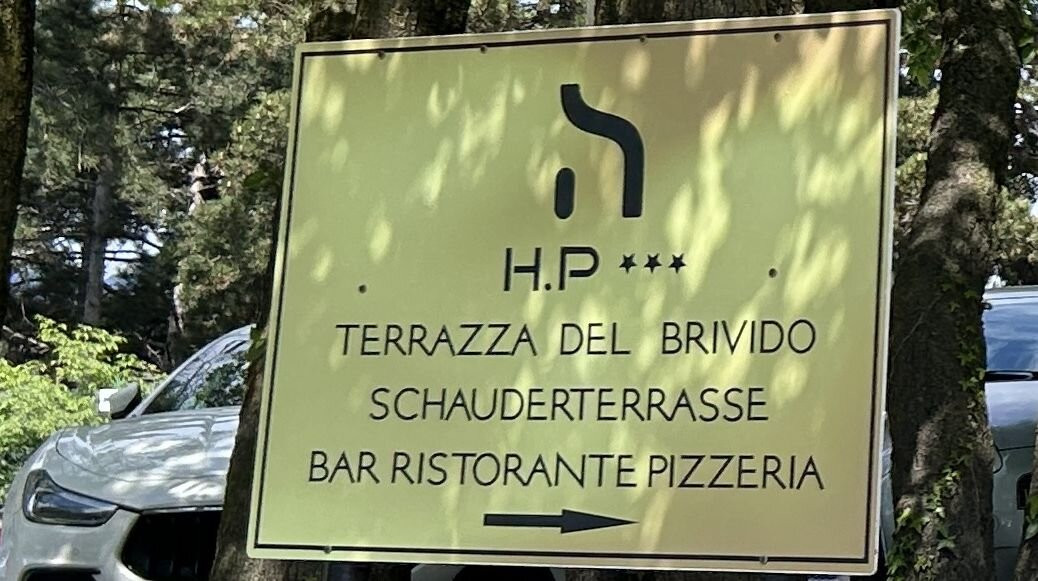 H.P ★★★
TERRAZZA DEL BRIVIDO
SCHAUDERTERRASSE
BAR RISTORANTE PIZZERIA